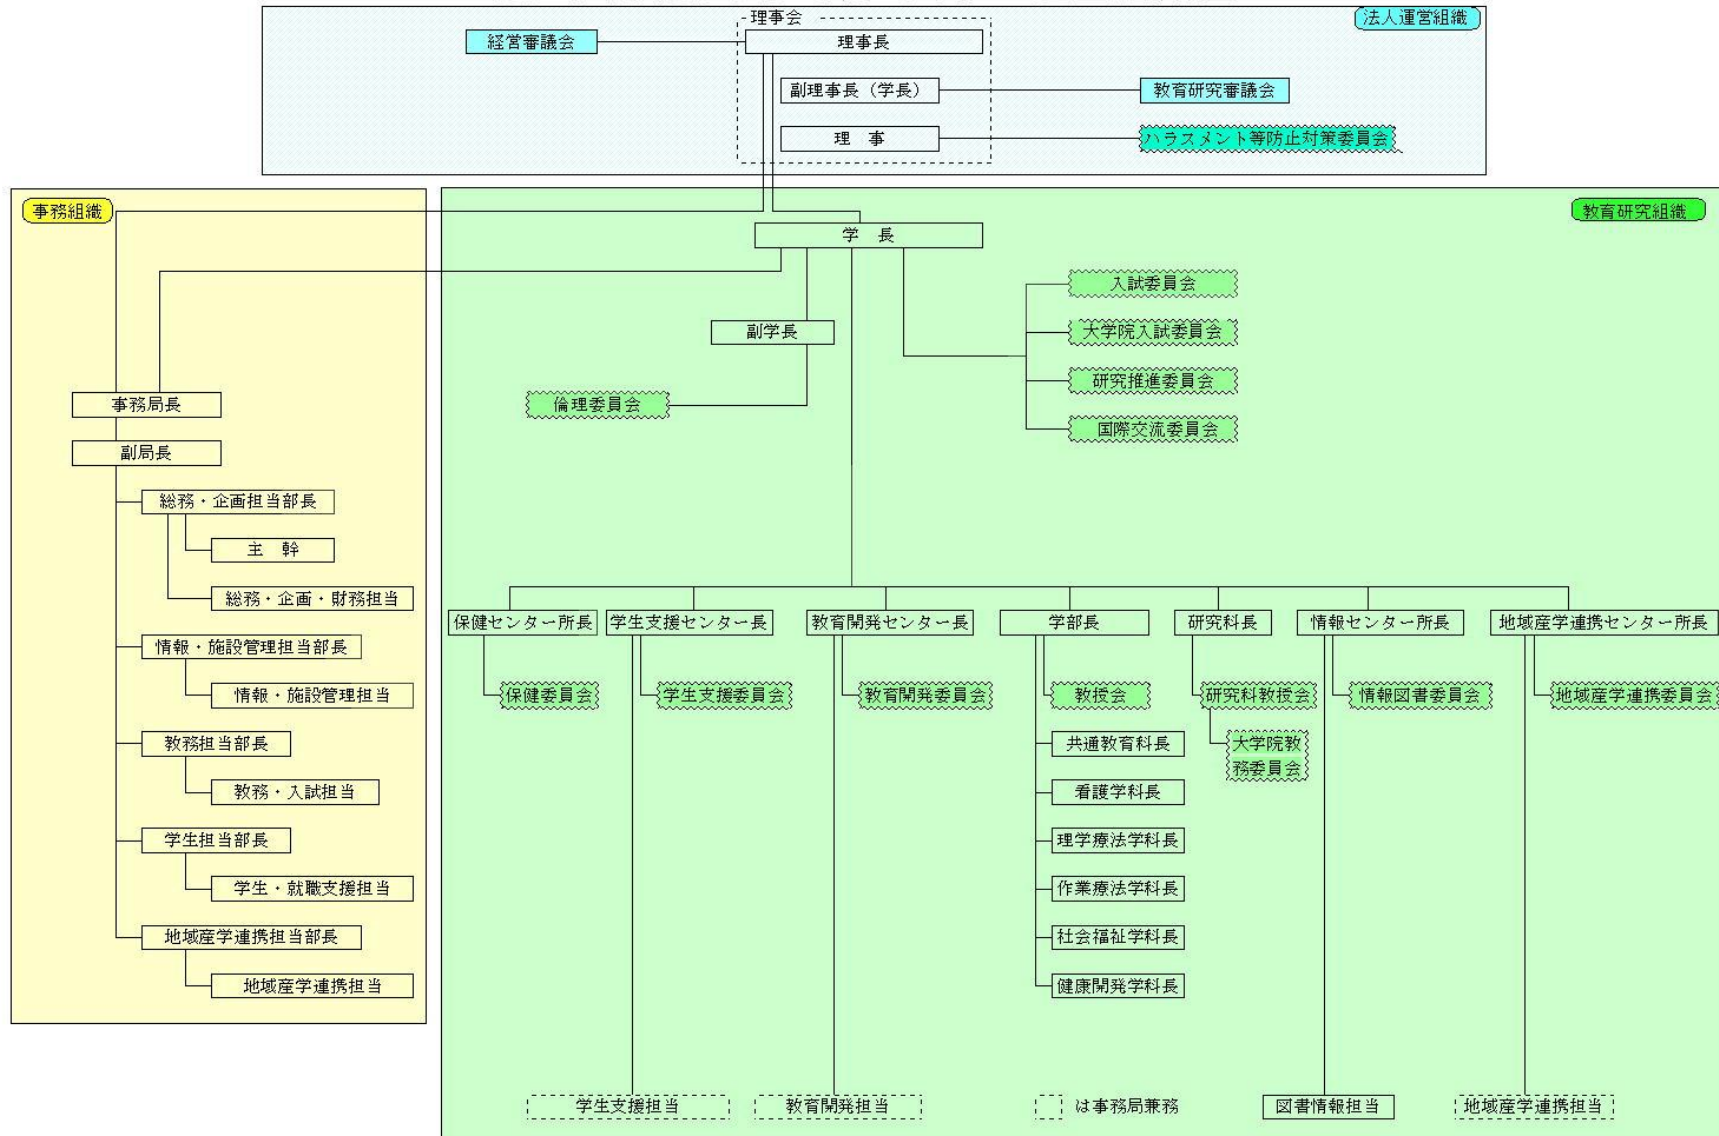 理事会
法人運営組織
経営審議会
理事長
副理事長（学長）
教育研究審議会
理　事
ハラスメント等防止対策委員会
事務組織
教育研究組織
学　長
入試委員会
副学長
大学院入試委員会
研究推進委員会
事務局長
倫理委員会
国際交流委員会
副局長
総務・企画担当部長
主　幹
総務・企画・財務担当
情報・施設管理担当部長
情報・施設管理担当
教務担当部長
教務・入試担当
学生担当部長
学生・就職支援担当
地域産学連携担当部長
地域産学連携担当
保健センター所長
学生支援センター長
教育開発センター長
学部長
研究科長
情報センター所長
地域産学連携センター所長
保健委員会
学生支援委員会
教育開発委員会
教授会
研究科教授会
情報図書委員会
地域産学連携委員会
共通教育科長
大学院教
務委員会
看護学科長
理学療法学科長
作業療法学科長
社会福祉学科長
健康開発学科長
学生支援担当
教育開発担当
は事務局兼務
図書情報担当
地域産学連携担当